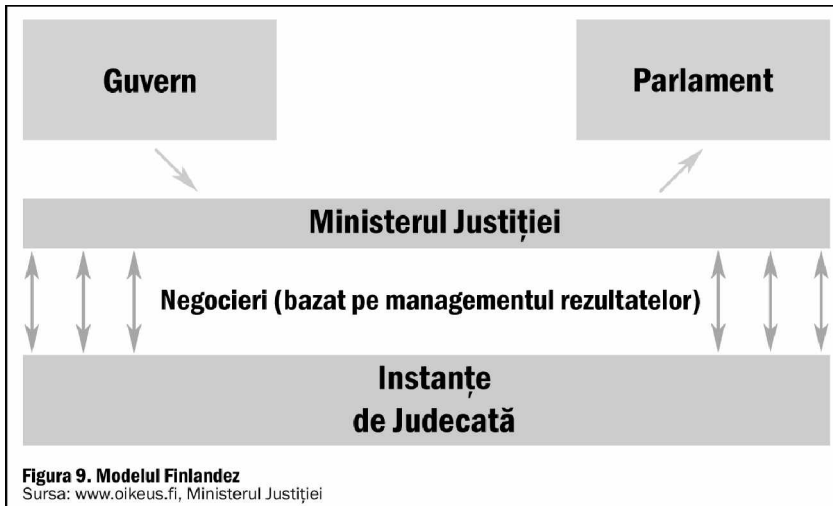 Guvern
Parlament
Ministerul Justiției
Negocieri (bazat pe managementul rezultatelor)
Instanțe
de Judecată
Figura 9. Modelul Finlandez
Sursa: www.oikeus.fi, Ministerul Justiției